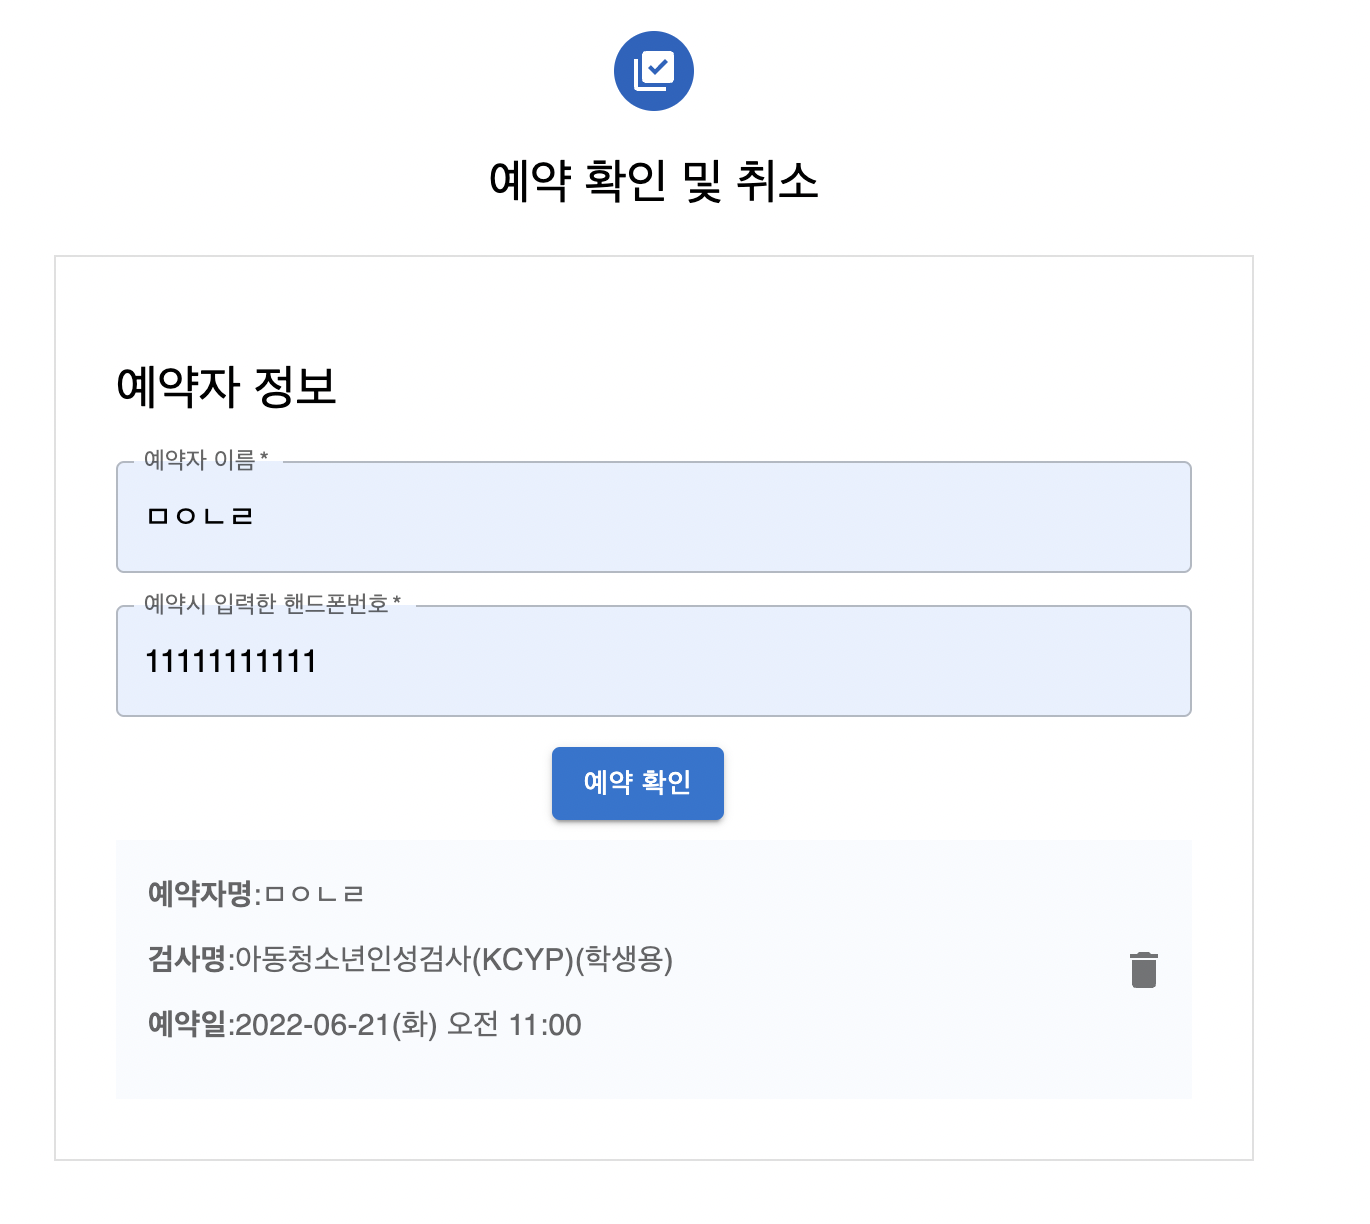 예약 확인 및 취소
예약자 정보
예약자 이름 *
ㅁㅇㄴㄹ
예약시 입력한 핸드폰번호 *
11111111111
예약 확인
예약자명:ㅁㅇㄴㄹ
검사명:아동청소년인성검사(KCYP)(학생용)
예약일:2022-06-21(화) 오전 11:00